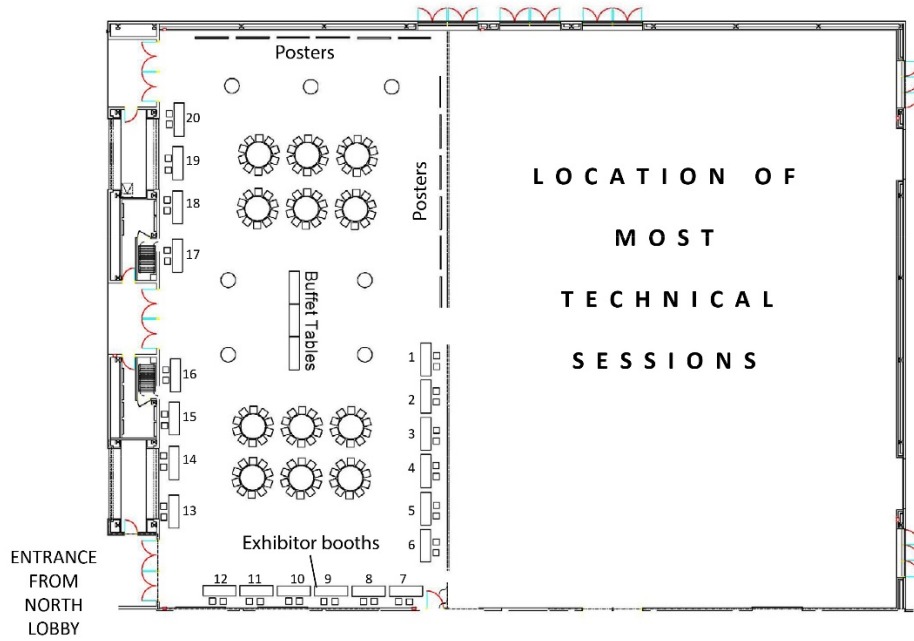 Posters
20
19
18
17
16
15
14
13
Posters
LOCATION OF
MOST
TECHNICAL
SESSIONS
Buffet Tables
1
2
3
4
5
6
Exhibitor booths
12 11 10 9 8 7
ENTRANCE
FROM
NORTH
LOBBY